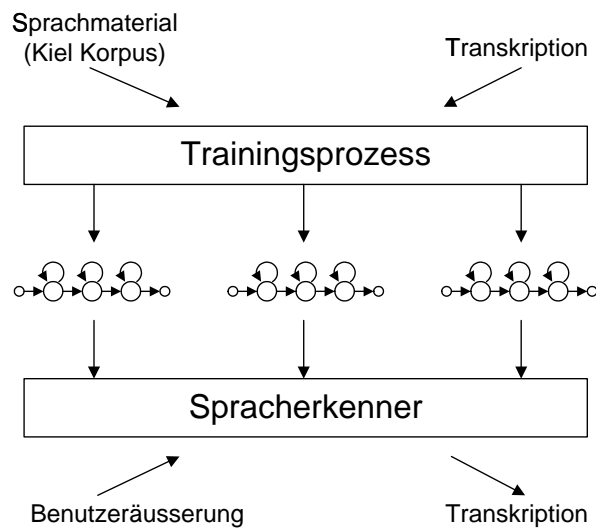 Sprachmaterial
(Kiel Korpus)
Transkription
Trainingsprozess
Spracherkenner
Benutzeräusserung
Transkription